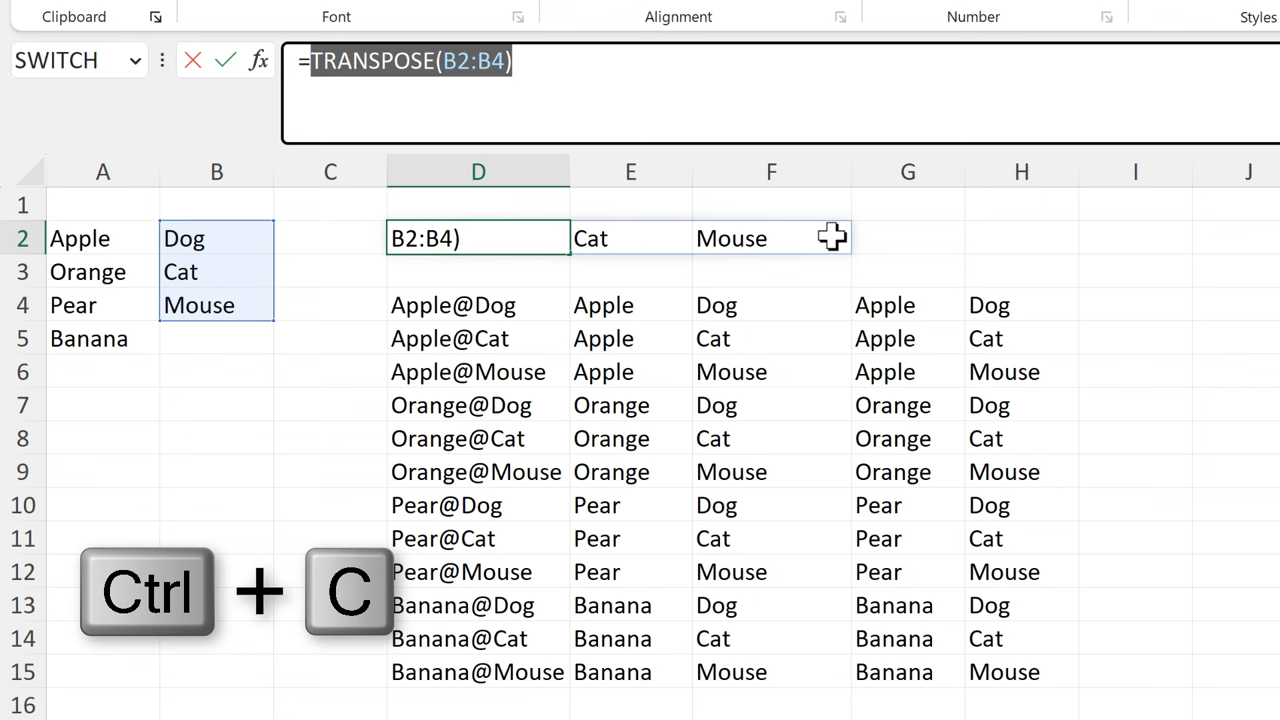 Clipboard Font Alignment Number Styles
SWITCH fx =TRANSPOSE(B2:B4)
A B C D E F G H I J
1
2 Apple Dog B2:B4) Cat Mouse
3 Orange Cat
4 Pear Mouse Apple@Dog Apple Dog Apple Dog
5 Banana Apple@Cat Apple Cat Apple Cat
6 Apple@Mouse Apple Mouse Apple Mouse
7 Orange@Dog Orange Dog Orange Dog
8 Orange@Cat Orange Cat Orange Cat
9 Orange@Mouse Orange Mouse Orange Mouse
10 Pear@Dog Pear Dog Pear Dog
11 Pear@Cat Pear Cat Pear Cat
12 Pear@Mouse Pear Mouse Pear Mouse
13 Banana@Dog Banana Dog Banana Dog
14 Banana@Cat Banana Cat Banana Cat
15 Banana@Mouse Banana Mouse Banana Mouse
16
Ctrl + C